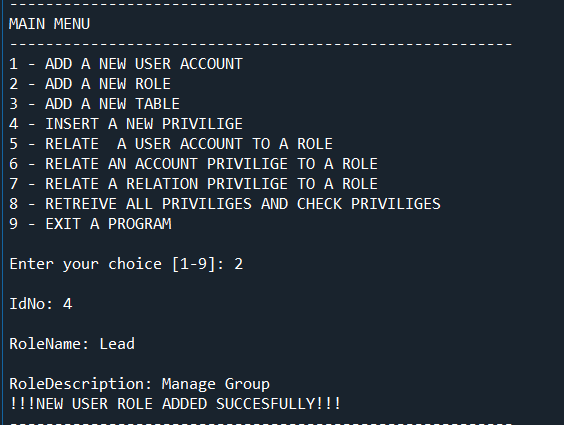 --------------------------------------------------------
MAIN MENU
--------------------------------------------------------
1 - ADD A NEW USER ACCOUNT
2 - ADD A NEW ROLE
3 - ADD A NEW TABLE
4 - INSERT A NEW PRIVILIGE
5 - RELATE  A USER ACCOUNT TO A ROLE
6 - RELATE AN ACCOUNT PRIVILIGE TO A ROLE
7 - RELATE A RELATION PRIVILIGE TO A ROLE
8 - RETREIVE ALL PRIVILIGES AND CHECK PRIVILIGES
9 - EXIT A PROGRAM
Enter your choice [1-9]: 2
IdNo: 4
RoleName: Lead
RoleDescription: Manage Group
!!!NEW USER ROLE ADDED SUCCESFULLY!!!
--------------------------------------------------------